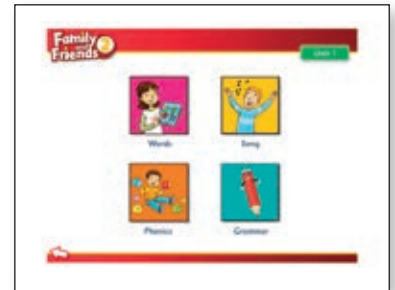 Family
and
Friends 2
Unit 1
Words Song
Phonics Grammar